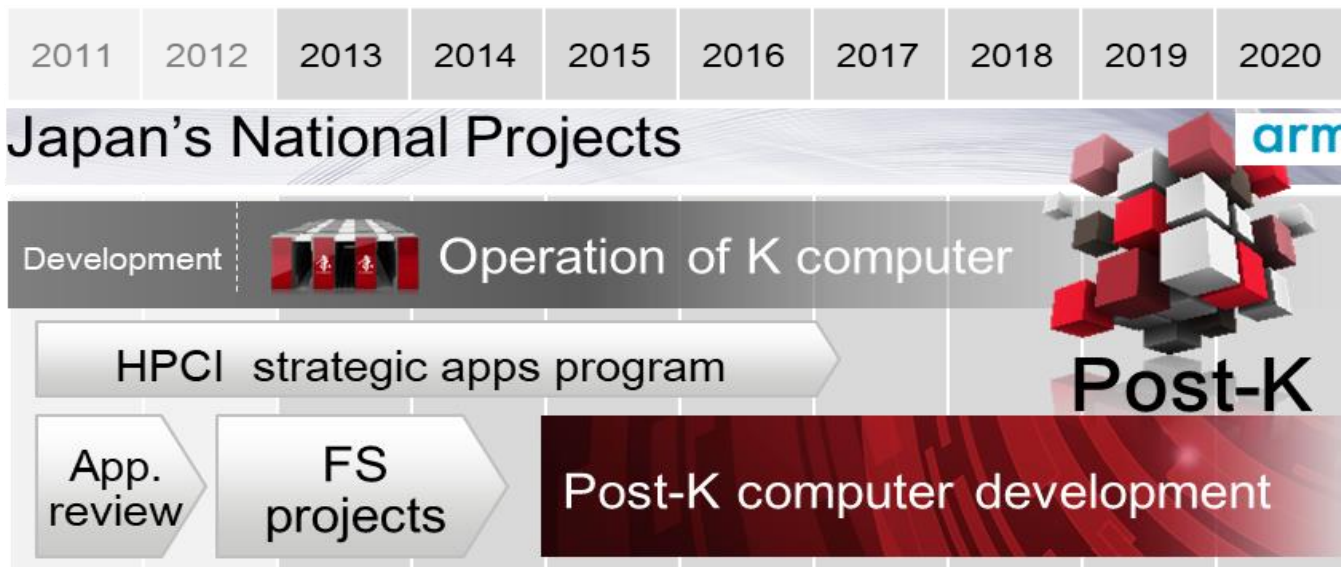 2011 2012 2013 2014 2015 2016 2017 2018 2019 2020
Japan's National Projects
arm
Development
Operation of K computer
HPCI strategic apps program
Post-K
App.
review
FS
projects
Post-K computer development